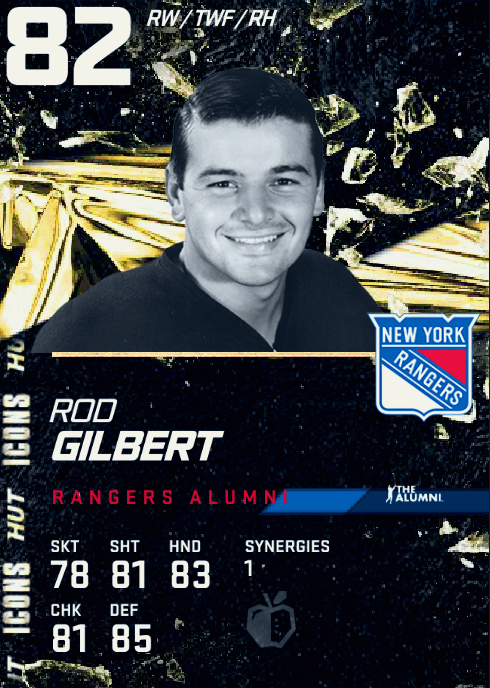 82
RW / TWF / RH
NEW YORK
RANGERS
ROD
GILBERT
RANGERS ALUMNI
THE
ALUMNI.
SKT SHT HND SYNERGIES
78 81 83 1
CHK DEF
81 85
HUT ICONS HUT ICONS